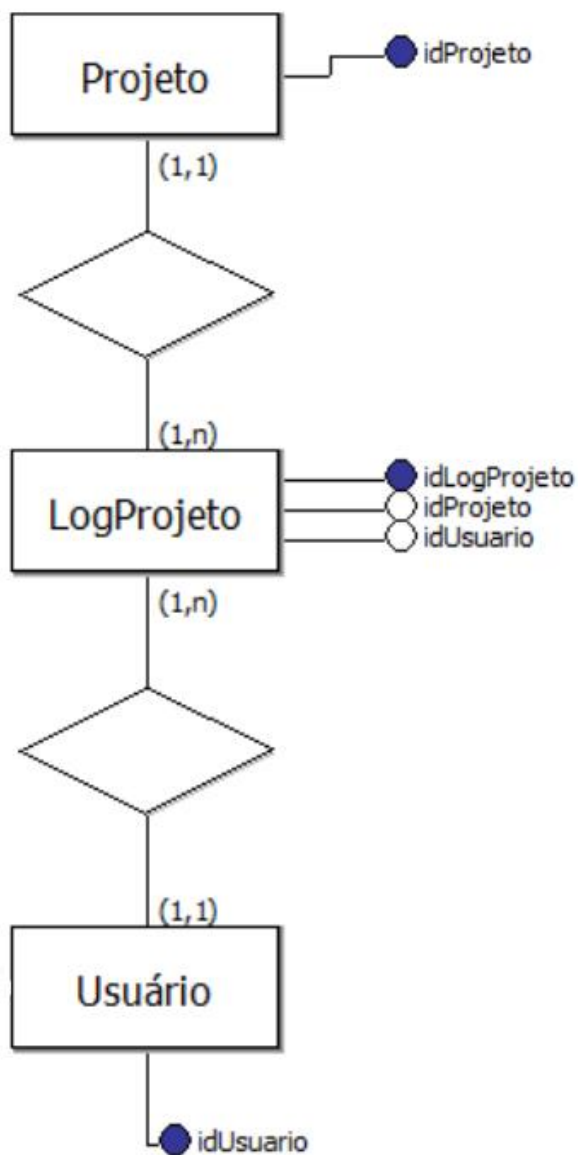 Projeto
idProjeto
(1,1)
(1,n)
LogProjeto
idLogProjeto
idProjeto
idUsuario
(1,n)
(1,1)
Usuário
idUsuario